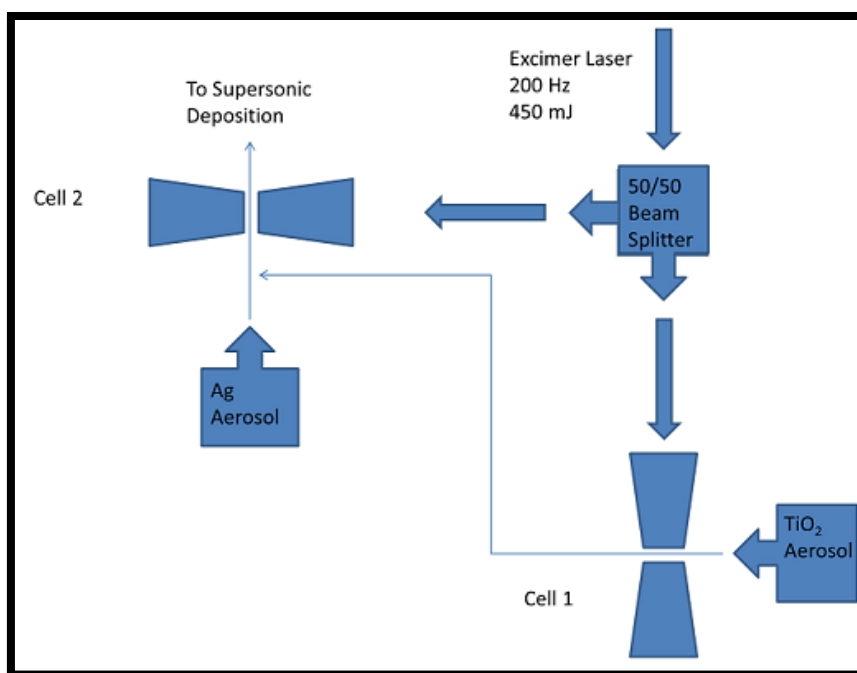 Excimer Laser
200 Hz
450 mJ
To Supersonic
Deposition
Cell 2
50/50
Beam
Splitter
Ag
Aerosol
TiO₂
Aerosol
Cell 1